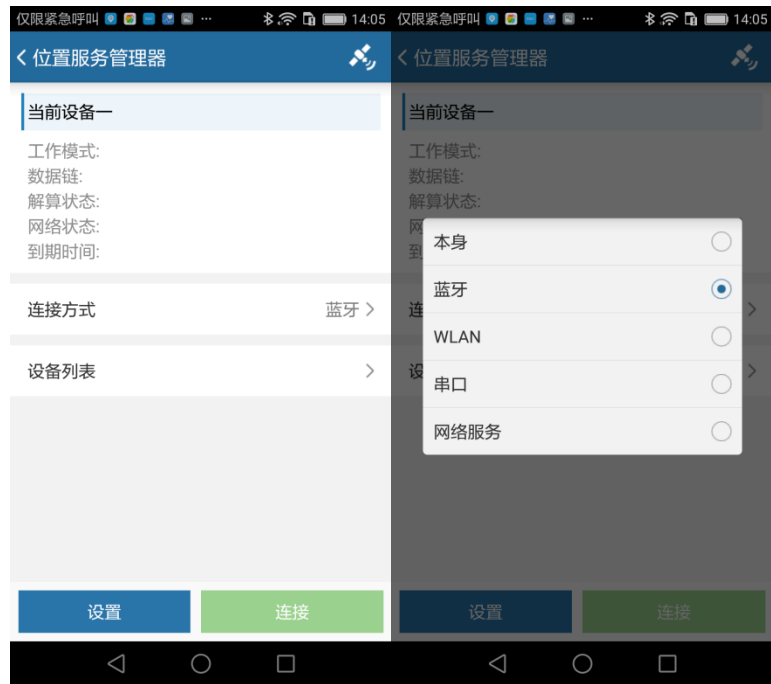 仅限紧急呼叫 ... 14:05
位置服务管理器
当前设备一
工作模式:
数据链:
解算状态:
网络状态:
到期时间:
连接方式 蓝牙
设备列表
设置 连接
仅限紧急呼叫 ... 14:05
位置服务管理器
当前设备一
工作模式:
数据链:
解算状态:
网
到
本身
蓝牙
连
WLAN
设
串口
网络服务
设置 连接